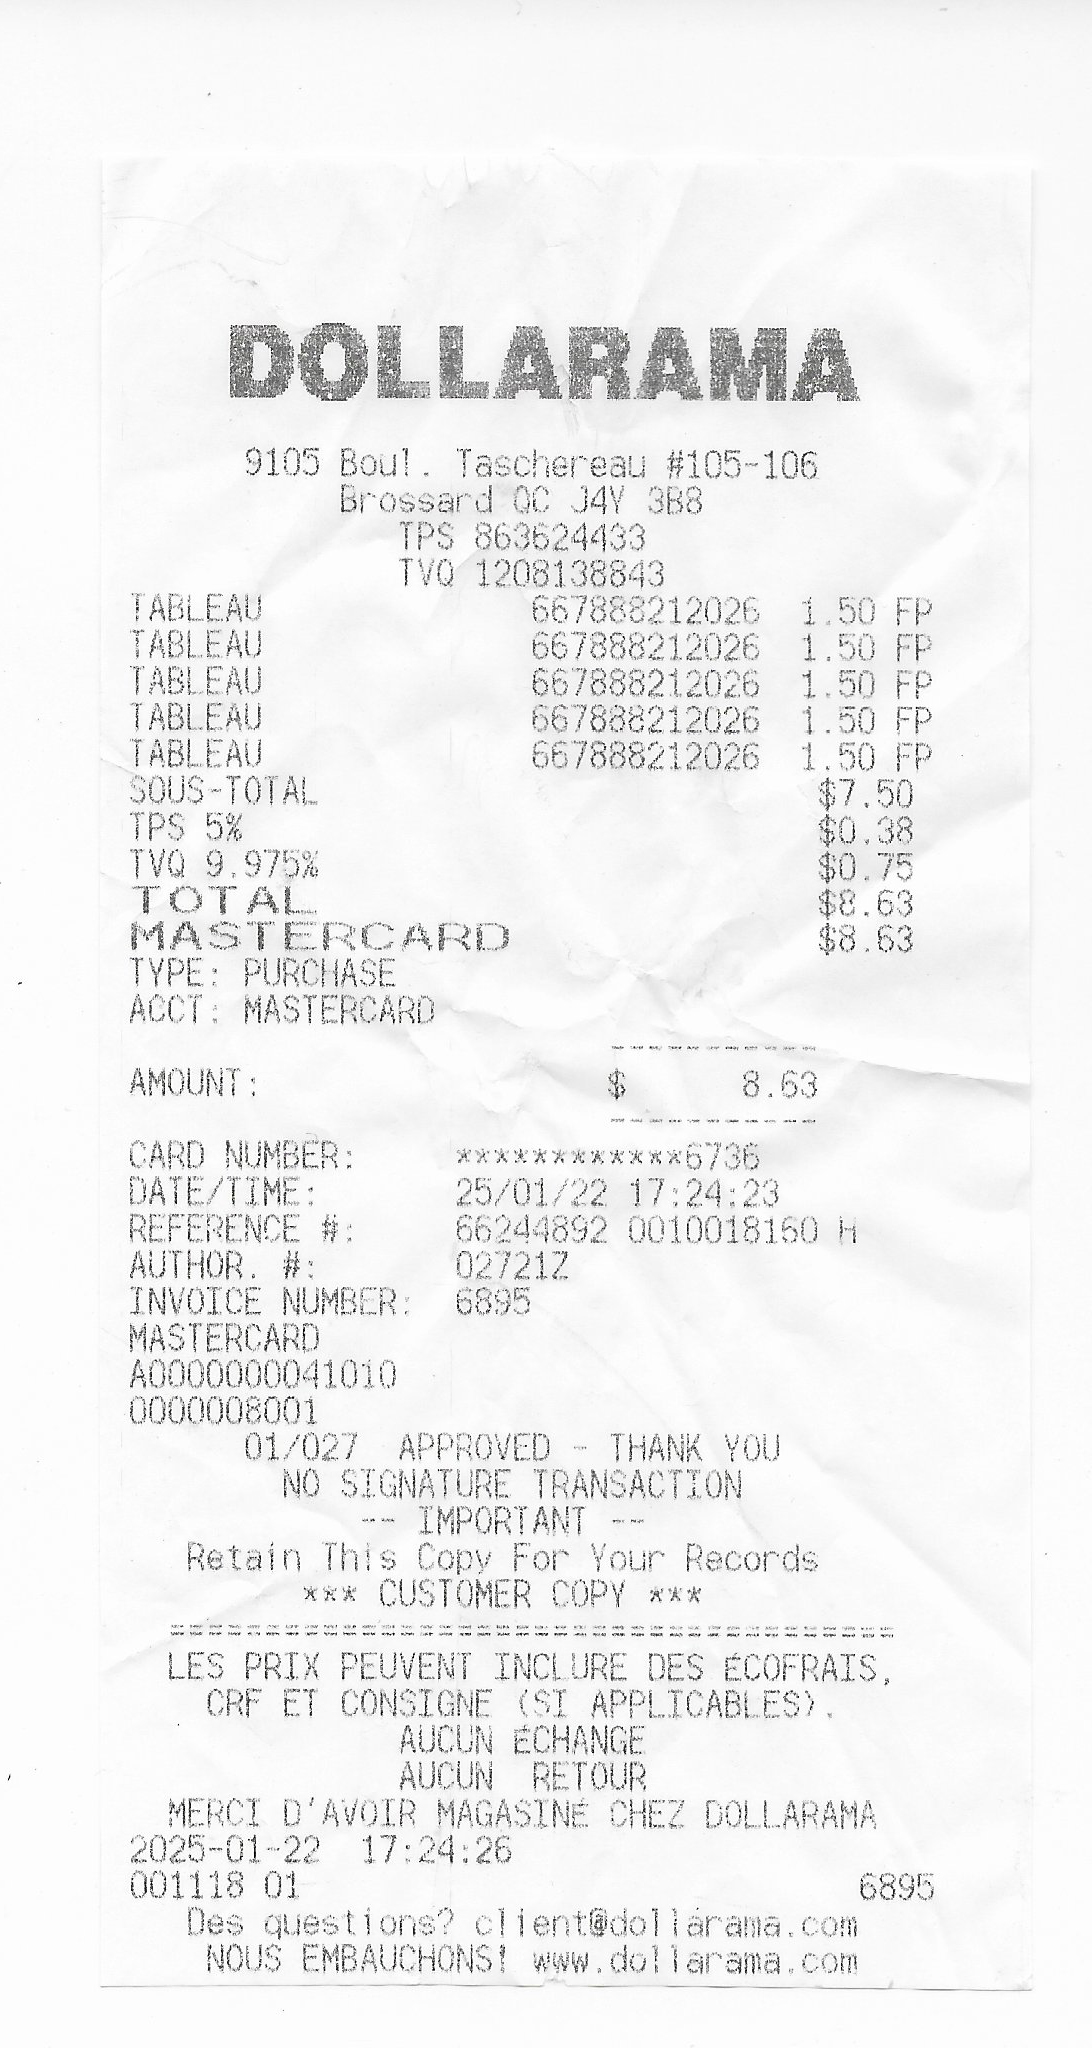 DOLLARAMA
9105 Boul. Taschereau #105-106
Brossard QC J4Y 3B8
TPS 863624433
TVQ 1208138843
TABLEAU 667888212026 1.50 FP
TABLEAU 667888212026 1.50 FP
TABLEAU 667888212026 1.50 FP
TABLEAU 667888212026 1.50 FP
TABLEAU 667888212026 1.50 FP
SOUS-TOTAL $7.50
TPS 5% $0.38
TVQ 9.975% $0.75
TOTAL $8.63
MASTERCARD $8.63
TYPE: PURCHASE
ACCT: MASTERCARD
-----------
AMOUNT: $ 8.63
-----------
CARD NUMBER: ************6736
DATE/TIME: 25/01/22 17:24:23
REFERENCE #: 66244892 0010018160 H
AUTHOR. #: 02721Z
INVOICE NUMBER: 6895
MASTERCARD
A0000000041010
0000008001
01/027 APPROVED - THANK YOU
NO SIGNATURE TRANSACTION
-- IMPORTANT --
Retain This Copy For Your Records
*** CUSTOMER COPY ***
======================================
LES PRIX PEUVENT INCLURE DES ÉCOFRAIS,
CRF ET CONSIGNE (SI APPLICABLES).
AUCUN ÉCHANGE
AUCUN RETOUR
MERCI D'AVOIR MAGASINÉ CHEZ DOLLARAMA
2025-01-22 17:24:26
001118 01 6895
Des questions? client@dollarama.com
NOUS EMBAUCHONS! www.dollarama.com